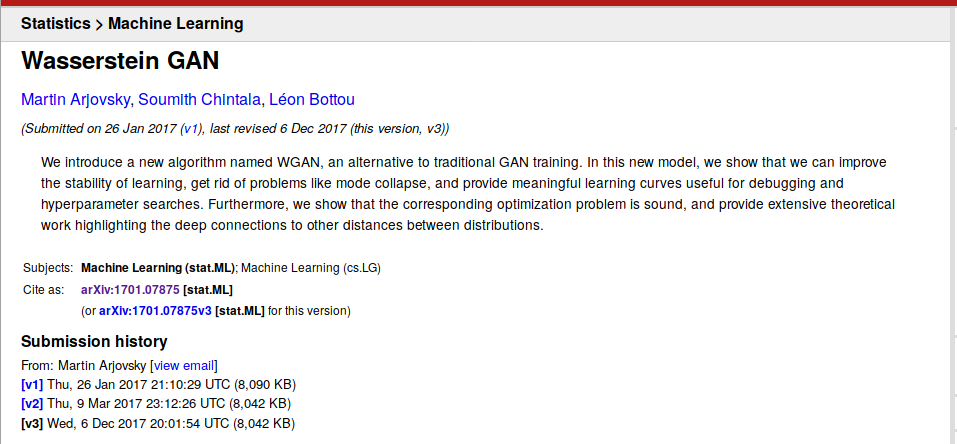 Statistics > Machine Learning
Wasserstein GAN
Martin Arjovsky, Soumith Chintala, Léon Bottou
(Submitted on 26 Jan 2017 (v1), last revised 6 Dec 2017 (this version, v3))
We introduce a new algorithm named WGAN, an alternative to traditional GAN training. In this new model, we show that we can improve
the stability of learning, get rid of problems like mode collapse, and provide meaningful learning curves useful for debugging and
hyperparameter searches. Furthermore, we show that the corresponding optimization problem is sound, and provide extensive theoretical
work highlighting the deep connections to other distances between distributions.
Subjects: Machine Learning (stat.ML); Machine Learning (cs.LG)
Cite as: arXiv:1701.07875 [stat.ML]
(or arXiv:1701.07875v3 [stat.ML] for this version)
Submission history
From: Martin Arjovsky [view email]
[v1] Thu, 26 Jan 2017 21:10:29 UTC (8,090 KB)
[v2] Thu, 9 Mar 2017 23:12:26 UTC (8,042 KB)
[v3] Wed, 6 Dec 2017 20:01:54 UTC (8,042 KB)